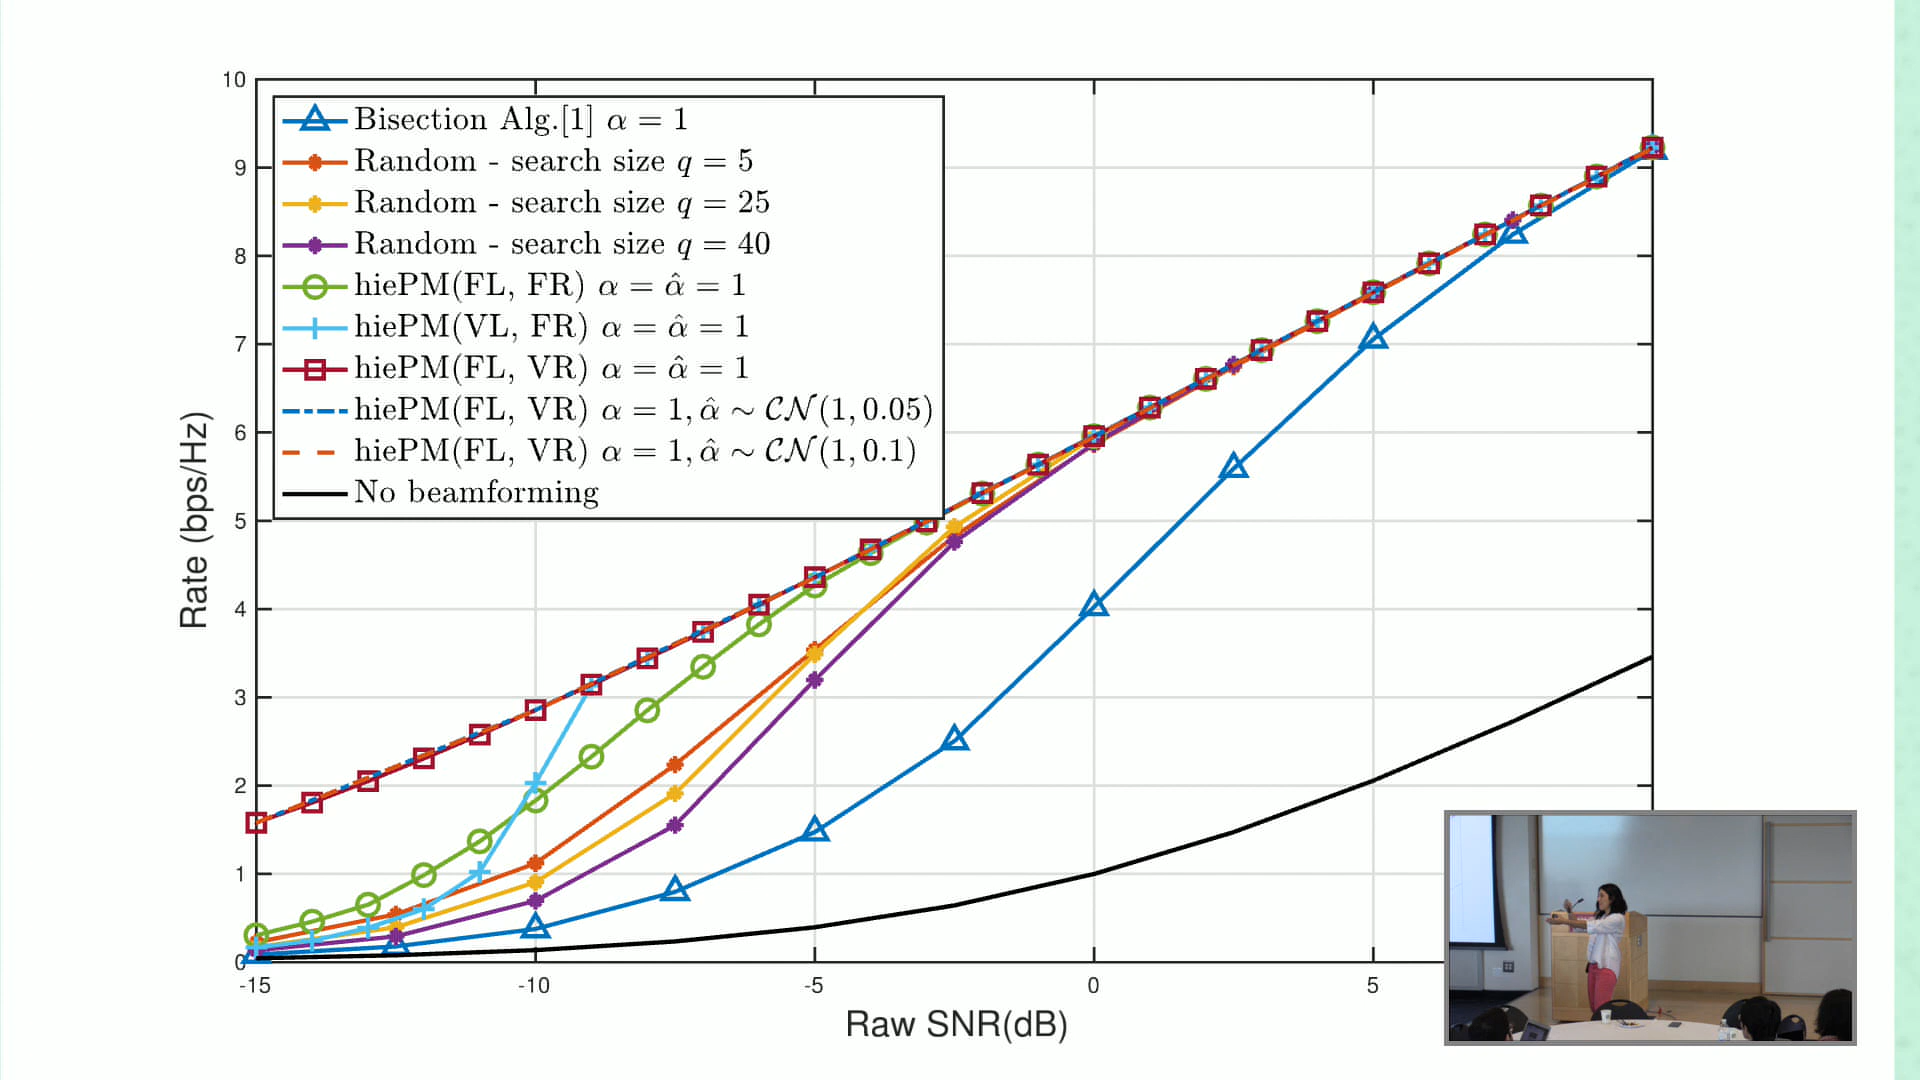 10
9
8
7
6
5
4
3
2
1
0
Rate (bps/Hz)
Bisection Alg.[1] α = 1
Random - search size q = 5
Random - search size q = 25
Random - search size q = 40
hiePM(FL, FR) α = α̂ = 1
hiePM(VL, FR) α = α̂ = 1
hiePM(FL, VR) α = α̂ = 1
hiePM(FL, VR) α = 1, α̂ ∼ 𝒞𝒩(1, 0.05)
hiePM(FL, VR) α = 1, α̂ ∼ 𝒞𝒩(1, 0.1)
No beamforming
-15 -10 -5 0 5
Raw SNR(dB)